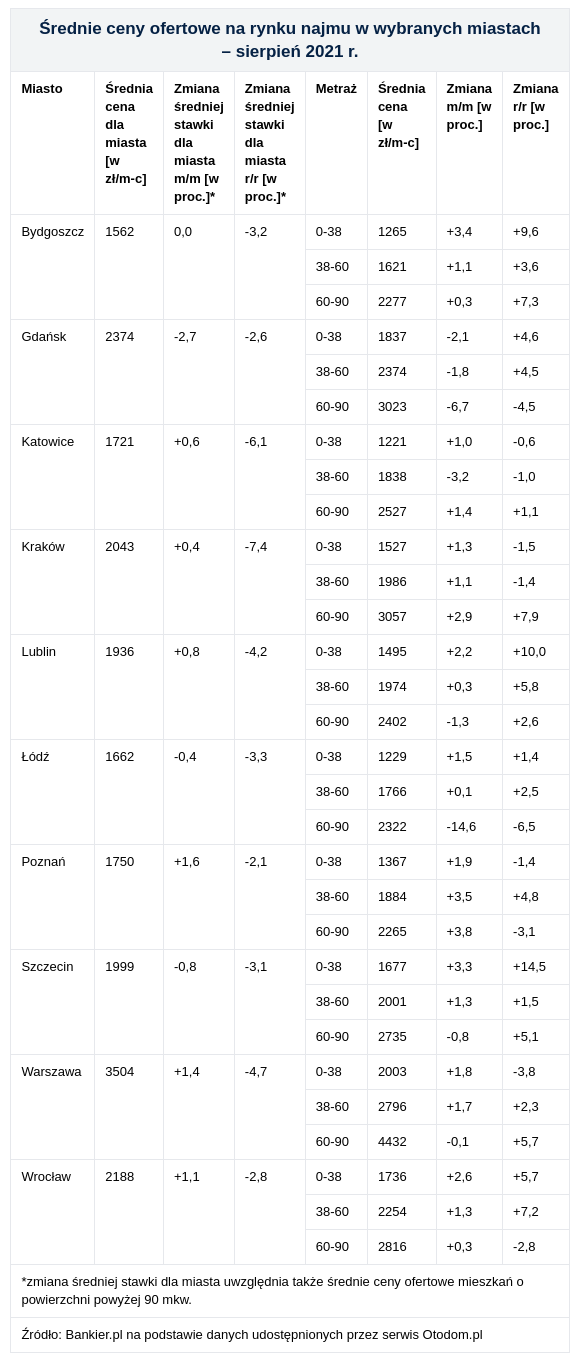 Średnie ceny ofertowe na rynku najmu w wybranych miastach
– sierpień 2021 r.
Miasto Średnia cena dla miasta [w zł/m-c] Zmiana średniej stawki dla miasta m/m [w proc.]* Zmiana średniej stawki dla miasta r/r [w proc.]* Metraż Średnia cena [w zł/m-c] Zmiana m/m [w proc.] Zmiana r/r [w proc.]
Bydgoszcz 1562 0,0 -3,2 0-38 1265 +3,4 +9,6
38-60 1621 +1,1 +3,6
60-90 2277 +0,3 +7,3
Gdańsk 2374 -2,7 -2,6 0-38 1837 -2,1 +4,6
38-60 2374 -1,8 +4,5
60-90 3023 -6,7 -4,5
Katowice 1721 +0,6 -6,1 0-38 1221 +1,0 -0,6
38-60 1838 -3,2 -1,0
60-90 2527 +1,4 +1,1
Kraków 2043 +0,4 -7,4 0-38 1527 +1,3 -1,5
38-60 1986 +1,1 -1,4
60-90 3057 +2,9 +7,9
Lublin 1936 +0,8 -4,2 0-38 1495 +2,2 +10,0
38-60 1974 +0,3 +5,8
60-90 2402 -1,3 +2,6
Łódź 1662 -0,4 -3,3 0-38 1229 +1,5 +1,4
38-60 1766 +0,1 +2,5
60-90 2322 -14,6 -6,5
Poznań 1750 +1,6 -2,1 0-38 1367 +1,9 -1,4
38-60 1884 +3,5 +4,8
60-90 2265 +3,8 -3,1
Szczecin 1999 -0,8 -3,1 0-38 1677 +3,3 +14,5
38-60 2001 +1,3 +1,5
60-90 2735 -0,8 +5,1
Warszawa 3504 +1,4 -4,7 0-38 2003 +1,8 -3,8
38-60 2796 +1,7 +2,3
60-90 4432 -0,1 +5,7
Wrocław 2188 +1,1 -2,8 0-38 1736 +2,6 +5,7
38-60 2254 +1,3 +7,2
60-90 2816 +0,3 -2,8
*zmiana średniej stawki dla miasta uwzględnia także średnie ceny ofertowe mieszkań o
powierzchni powyżej 90 mkw.
Źródło: Bankier.pl na podstawie danych udostępnionych przez serwis Otodom.pl